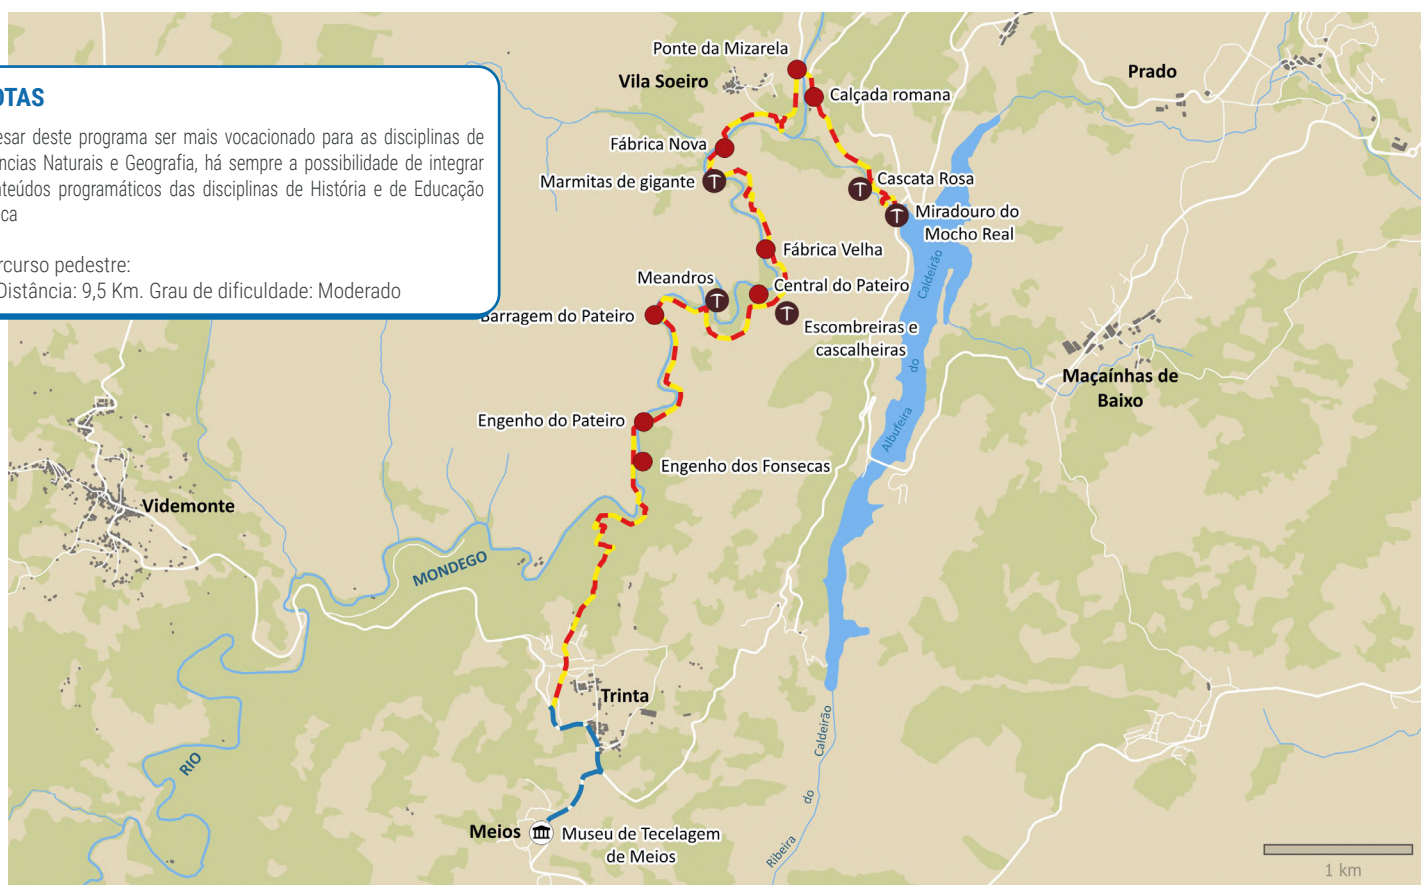 OTAS
esar deste programa ser mais vocacionado para as disciplinas de
ncias Naturais e Geografia, há sempre a possibilidade de integrar
teúdos programáticos das disciplinas de História e de Educação
ca
rcurso pedestre:
Distância: 9,5 Km. Grau de dificuldade: Moderado
Ponte da Mizarela
Vila Soeiro
Calçada romana
Prado
Fábrica Nova
Marmitas de gigante
Cascata Rosa
Miradouro do
Mocho Real
Fábrica Velha
Meandros
Central do Pateiro
Barragem do Pateiro
Escombreiras e
cascalheiras
Albufeira do Caldeirão
Maçaínhas de
Baixo
Engenho do Pateiro
Engenho dos Fonsecas
Videmonte
RIO MONDEGO
Trinta
Ribeira do Caldeirão
Meios
Museu de Tecelagem
de Meios
1 km